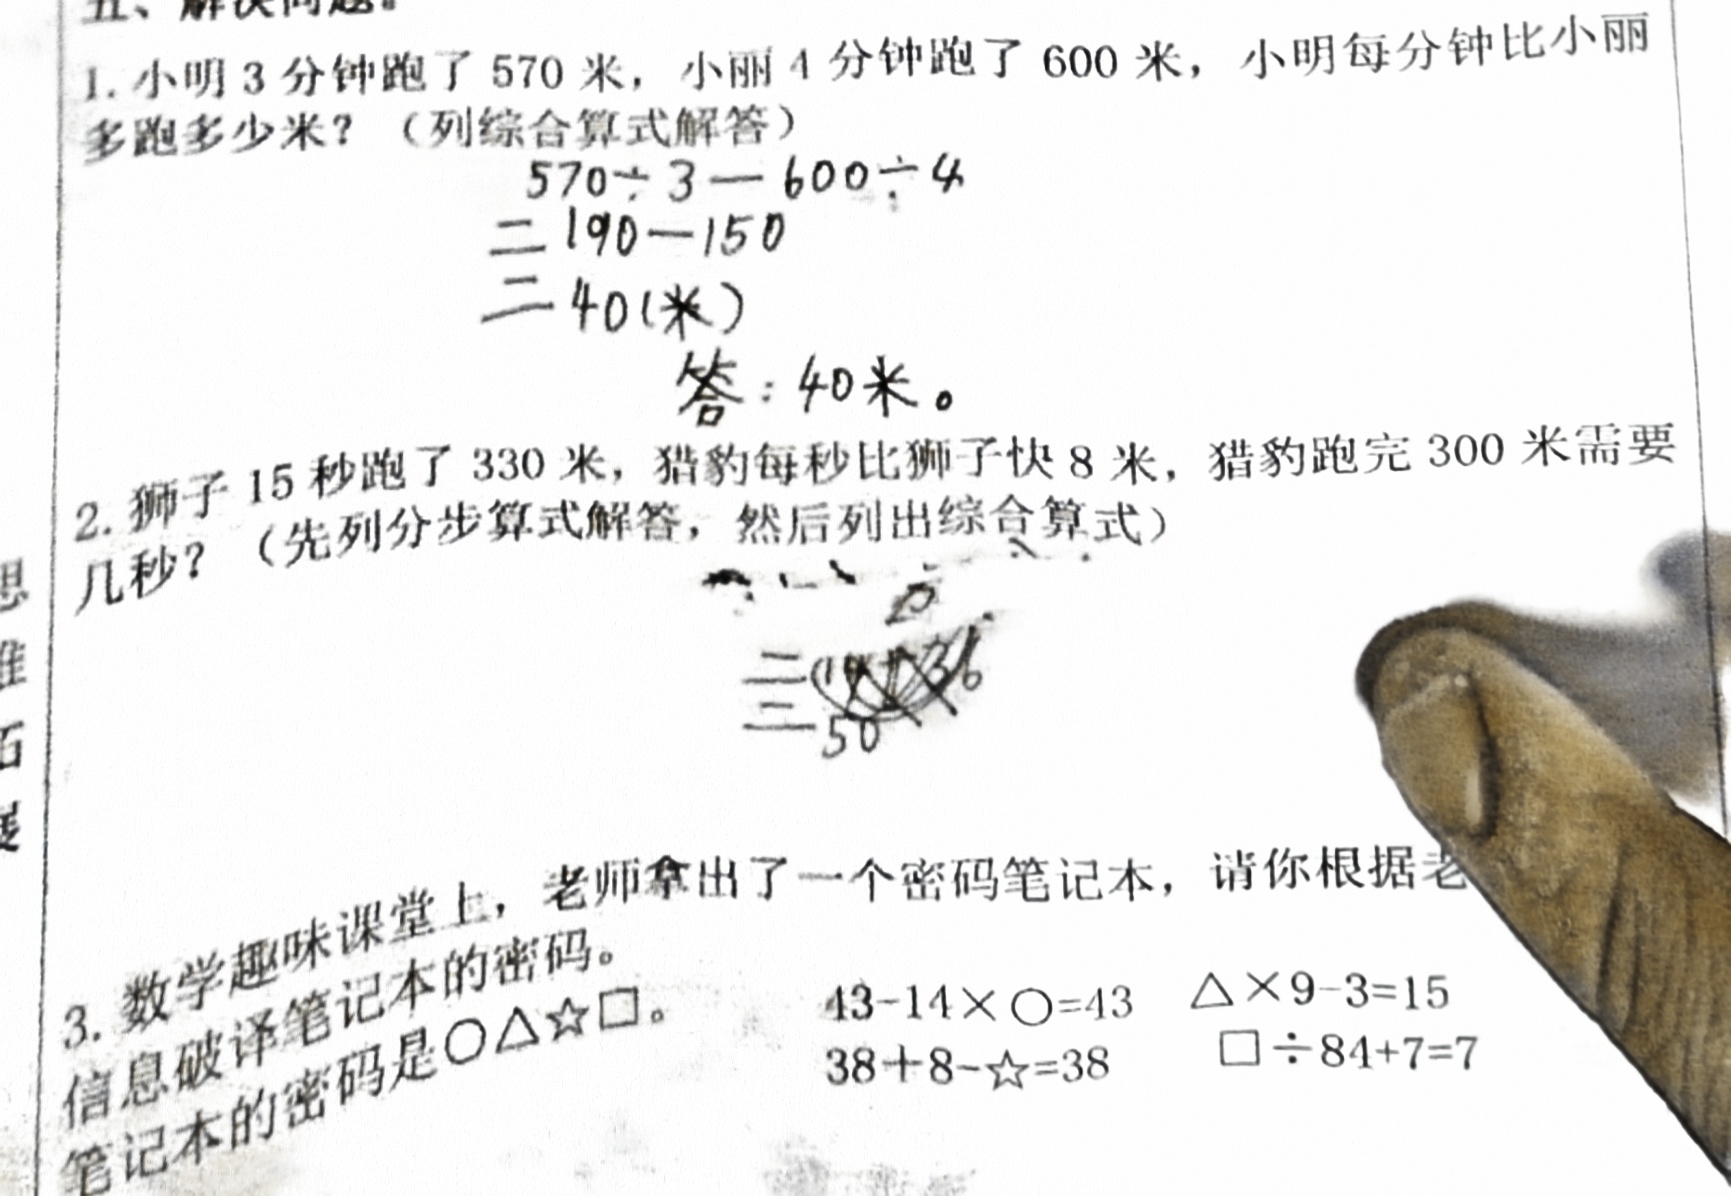 五、解决问题。
1. 小明 3 分钟跑了 570 米，小丽 4 分钟跑了 600 米，小明每分钟比小丽
多跑多少米？（列综合算式解答）
570÷3—600÷4
=190—150
=40(米)
答：40米。
2. 狮子 15 秒跑了 330 米，猎豹每秒比狮子快 8 米，猎豹跑完 300 米需要
几秒？（先列分步算式解答，然后列出综合算式）
=50
3. 数学趣味课堂上，老师拿出了一个密码笔记本，请你根据老
信息破译笔记本的密码。
笔记本的密码是○△☆□。
43-14×○=43 △×9-3=15
38+8-☆=38 □÷84+7=7